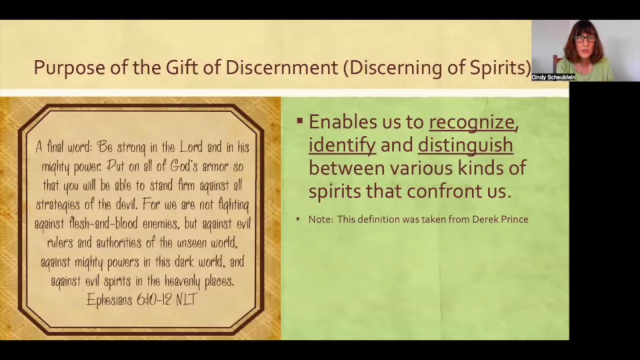 Purpose of the Gift of Discernment (Discerning of Spirits)
Cindy Scheublein
A final word: Be strong in the Lord and in his
mighty power. Put on all of God's armor so
that you will be able to stand firm against all
strategies of the devil. For we are not fighting
against flesh-and-blood enemies, but against evil
rulers and authorities of the unseen world,
against mighty powers in this dark world, and
against evil spirits in the heavenly places.
Ephesians 6:10-12 NLT
▪ Enables us to recognize,
identify and distinguish
between various kinds of
spirits that confront us.
• Note: This definition was taken from Derek Prince